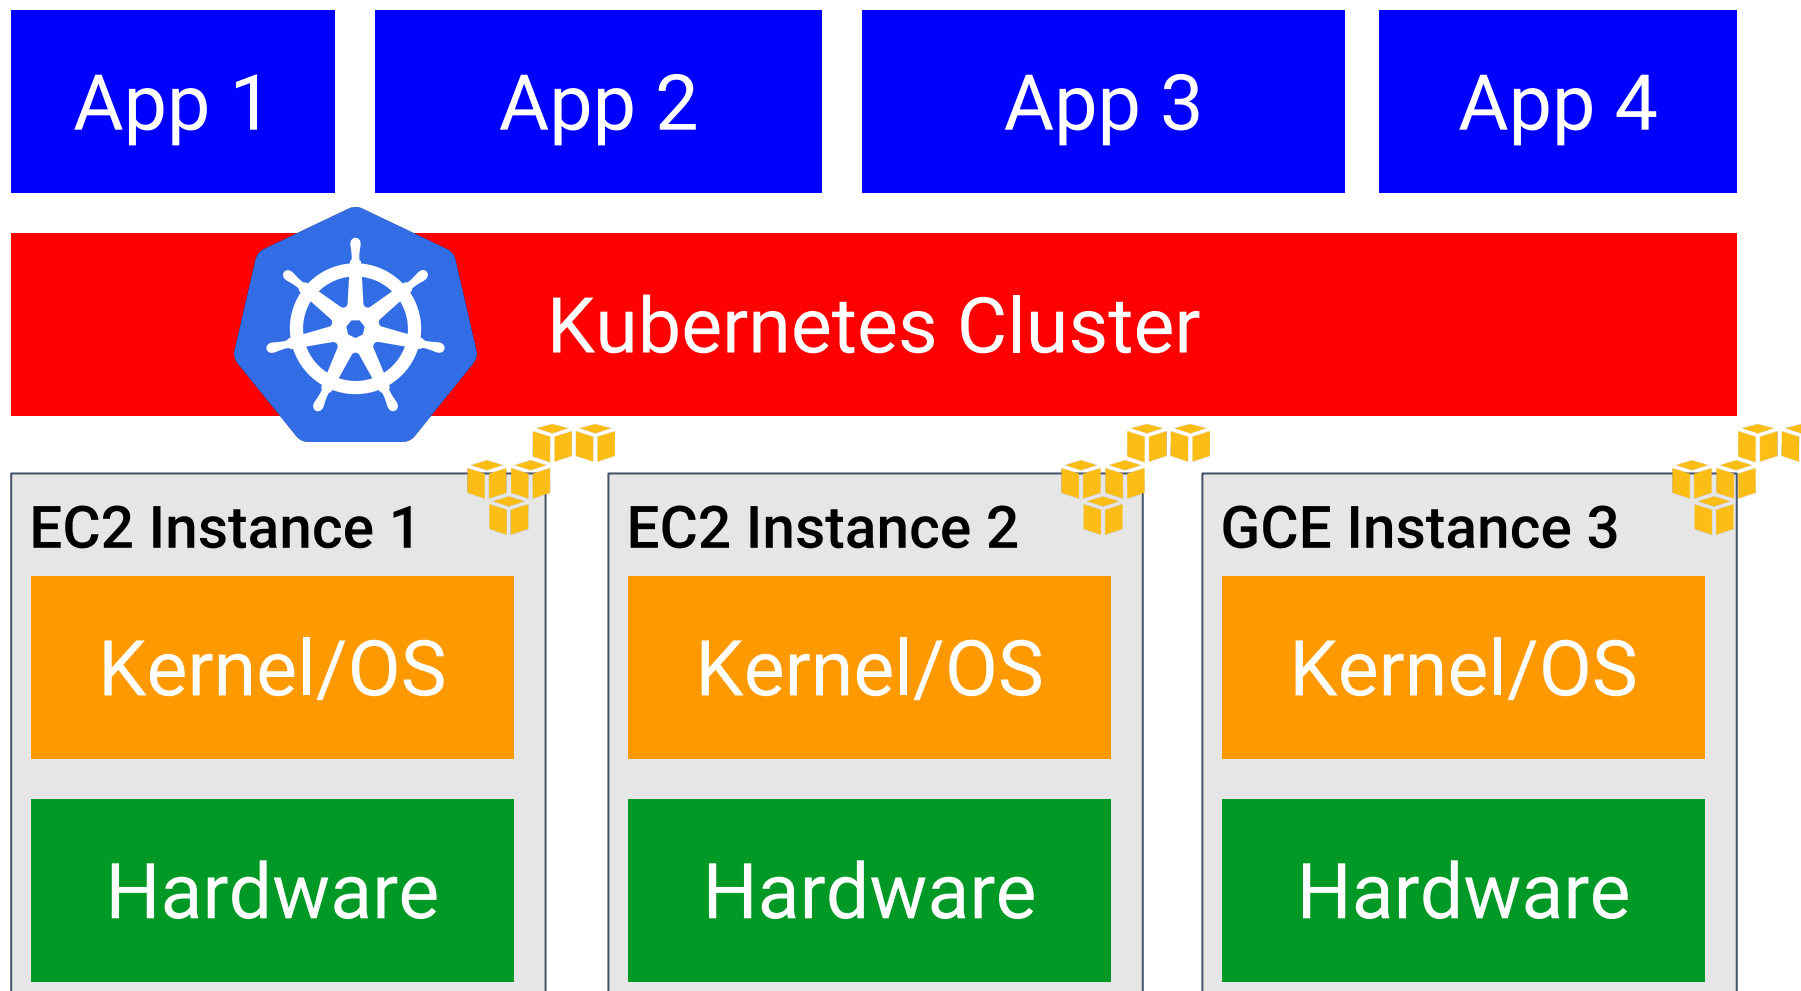 App 1
App 2
App 3
App 4
Kubernetes Cluster
EC2 Instance 1
EC2 Instance 2
GCE Instance 3
Kernel/OS
Kernel/OS
Kernel/OS
Hardware
Hardware
Hardware